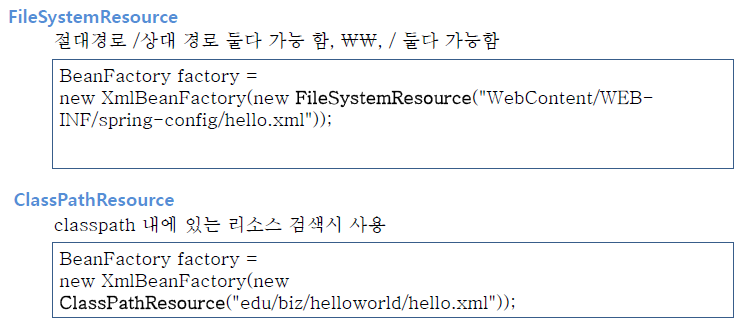 FileSystemResource
절대경로 /상대 경로 둘다 가능 함, ₩₩, / 둘다 가능함
BeanFactory factory =
new XmlBeanFactory(new FileSystemResource("WebContent/WEB-
INF/spring-config/hello.xml"));
ClassPathResource
classpath 내에 있는 리소스 검색시 사용
BeanFactory factory =
new XmlBeanFactory(new
ClassPathResource("edu/biz/helloworld/hello.xml"));